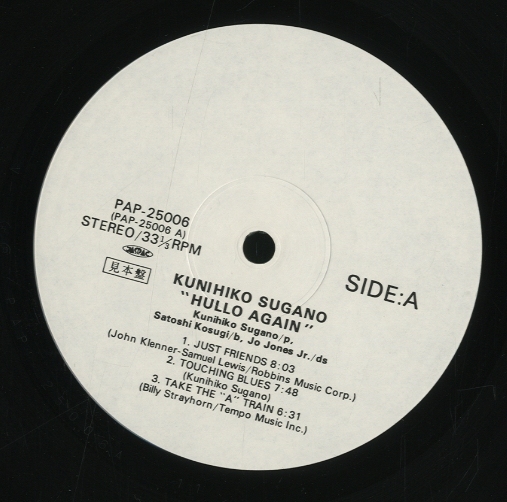 PAP-25006
(PAP-25006 A)
STEREO/33⅓RPM
見本盤
SIDE:A
KUNIHIKO SUGANO
"HULLO AGAIN"
Kunihiko Sugano/p,
Satoshi Kosugi/b, Jo Jones Jr./ds
1. JUST FRIENDS 8:03
(John Klenner-Samuel Lewis/Robbins Music Corp.)
2. TOUCHING BLUES 7:48
(Kunihiko Sugano)
3. TAKE THE "A" TRAIN 6:31
(Billy Strayhorn/Tempo Music Inc.)